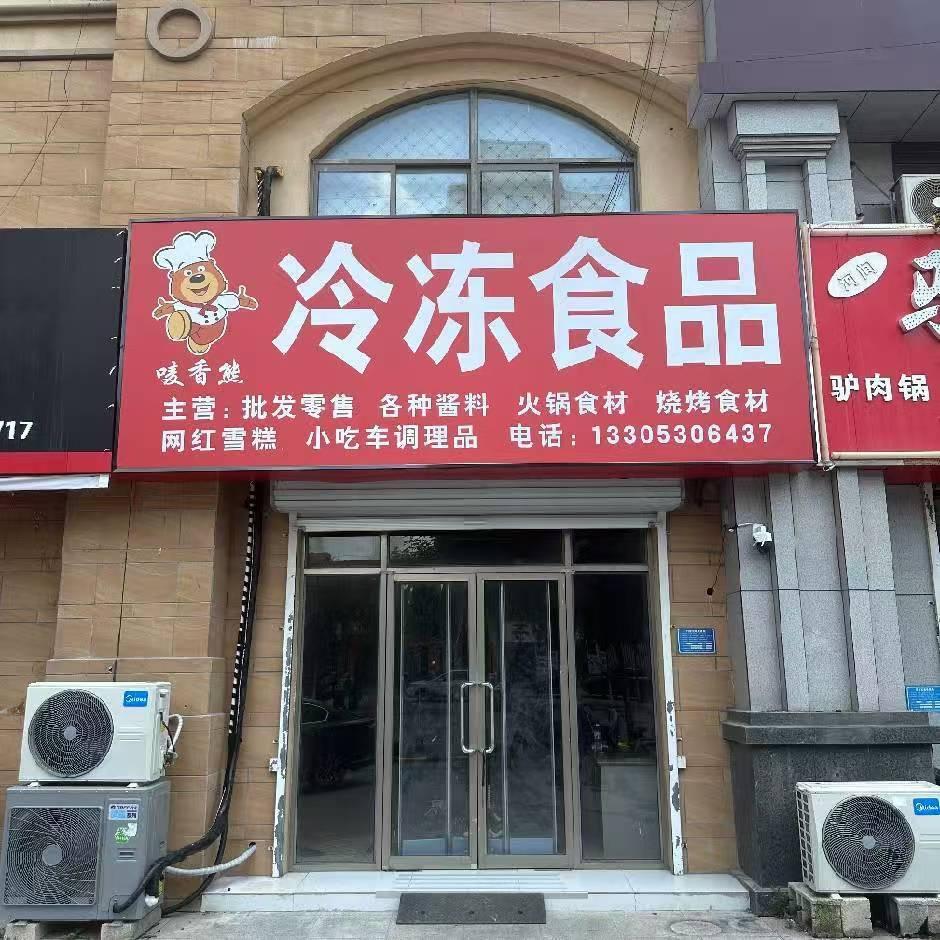 冷冻食品
唛香熊
主营：批发零售 各种酱料 火锅食材 烧烤食材
网红雪糕 小吃车调理品 电话：13305306437
河间
驴肉锅
717
Midea
Midea